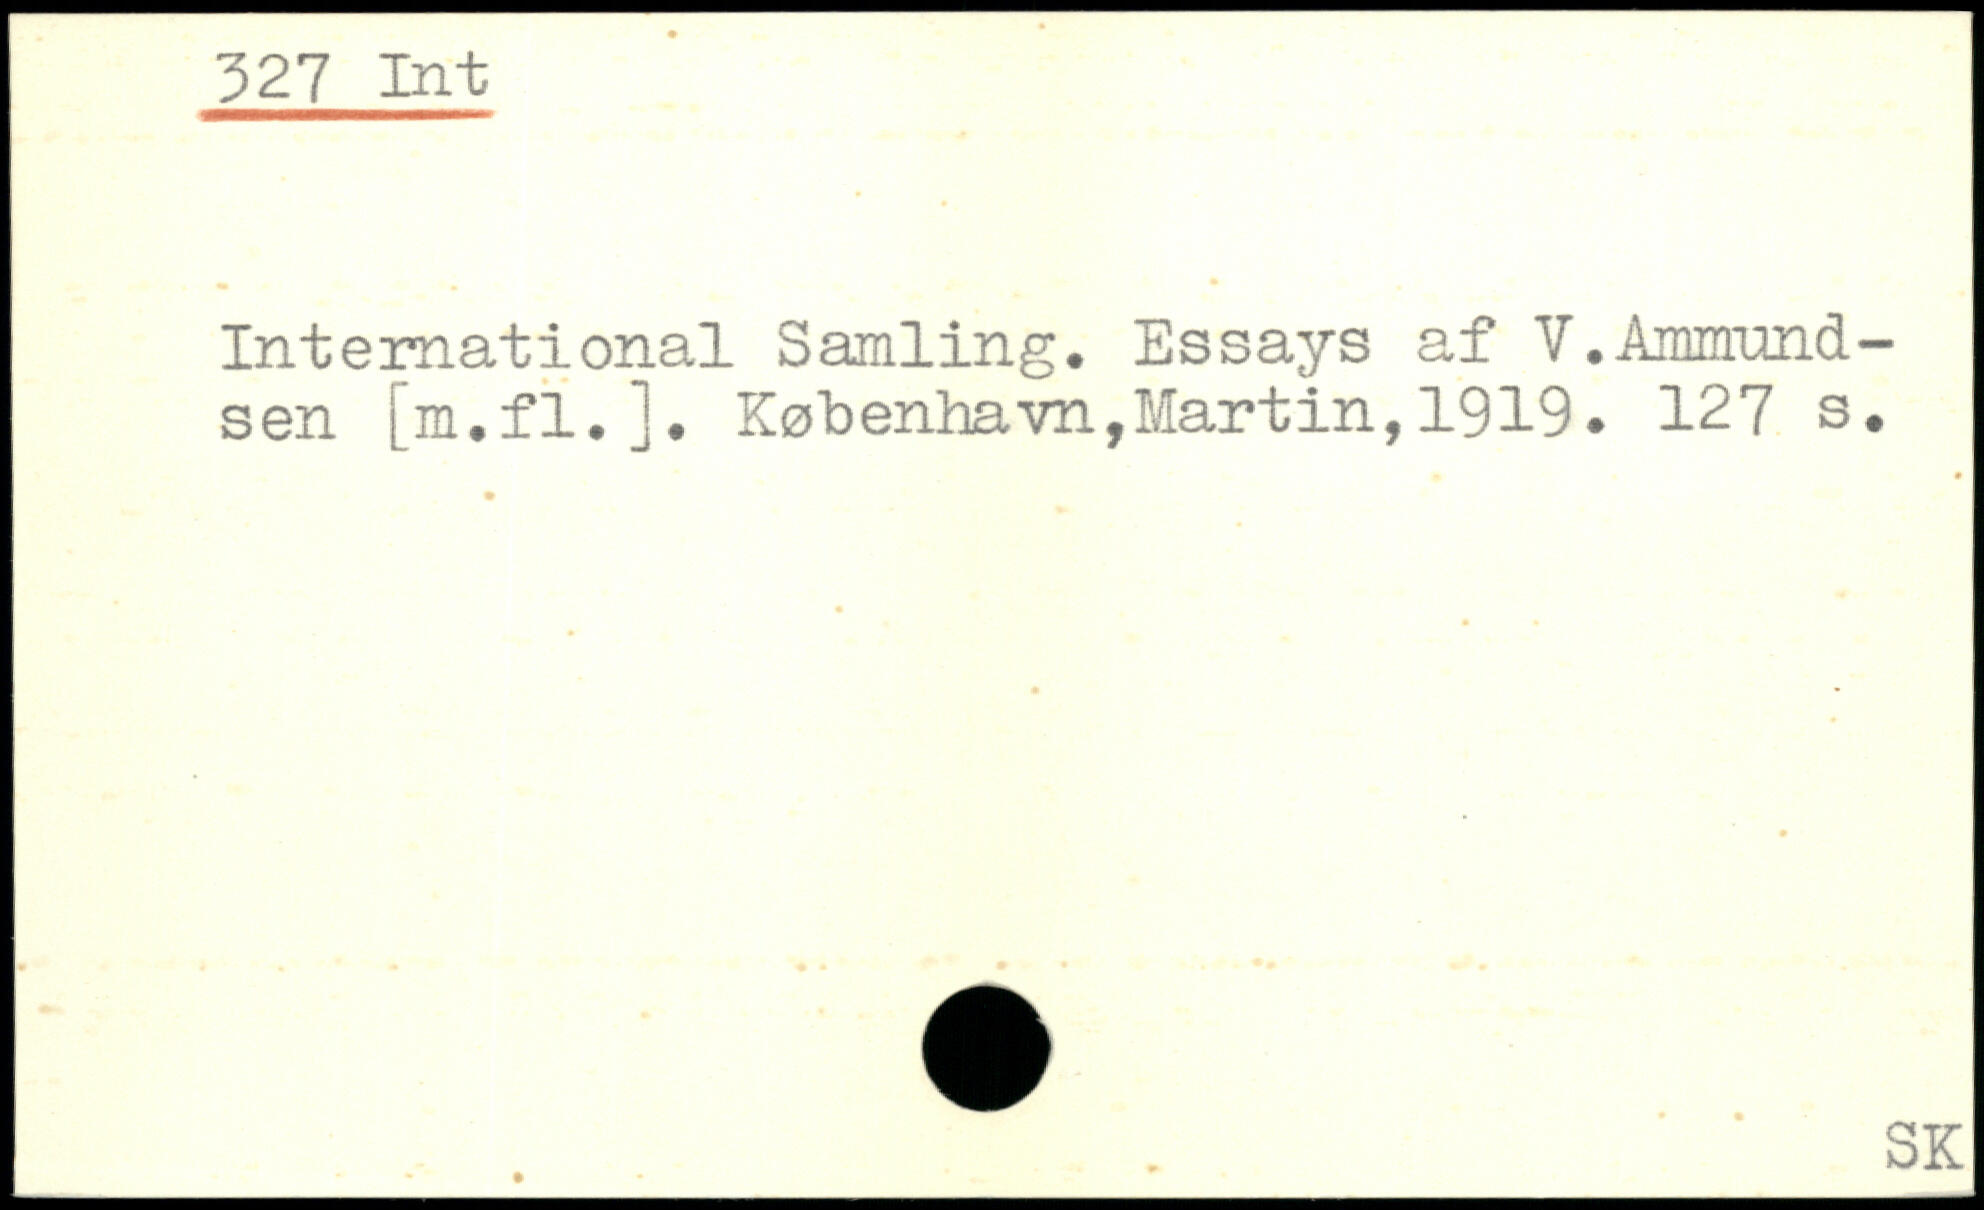 327 Int
International Samling. Essays af V.Ammund-
sen [m.fl.]. København,Martin,1919. 127 s.
SK